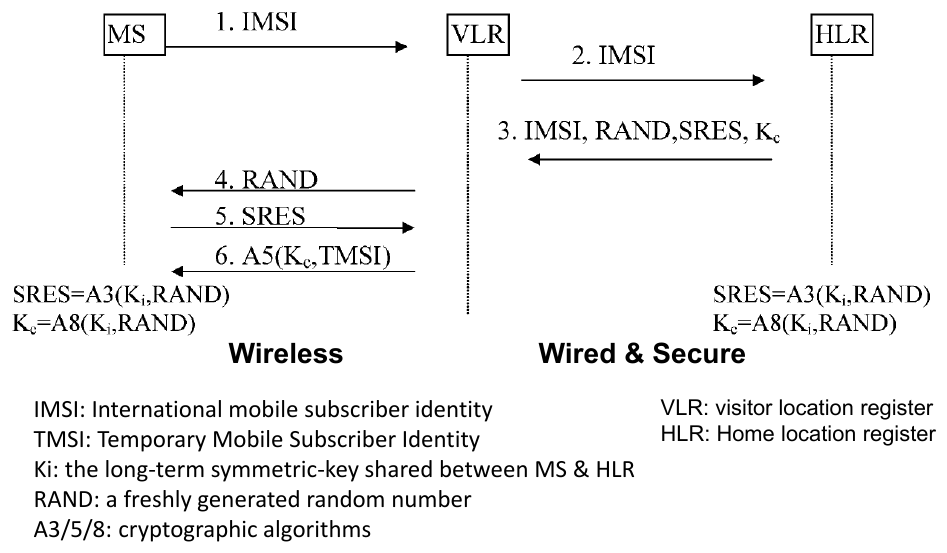 MS
1. IMSI
VLR
HLR
2. IMSI
3. IMSI, RAND,SRES, Kc
4. RAND
5. SRES
6. A5(Kc,TMSI)
SRES=A3(Ki,RAND)
Kc=A8(Ki,RAND)
SRES=A3(Ki,RAND)
Kc=A8(Ki,RAND)
Wireless
Wired & Secure
IMSI: International mobile subscriber identity
TMSI: Temporary Mobile Subscriber Identity
Ki: the long-term symmetric-key shared between MS & HLR
RAND: a freshly generated random number
A3/5/8: cryptographic algorithms
VLR: visitor location register
HLR: Home location register